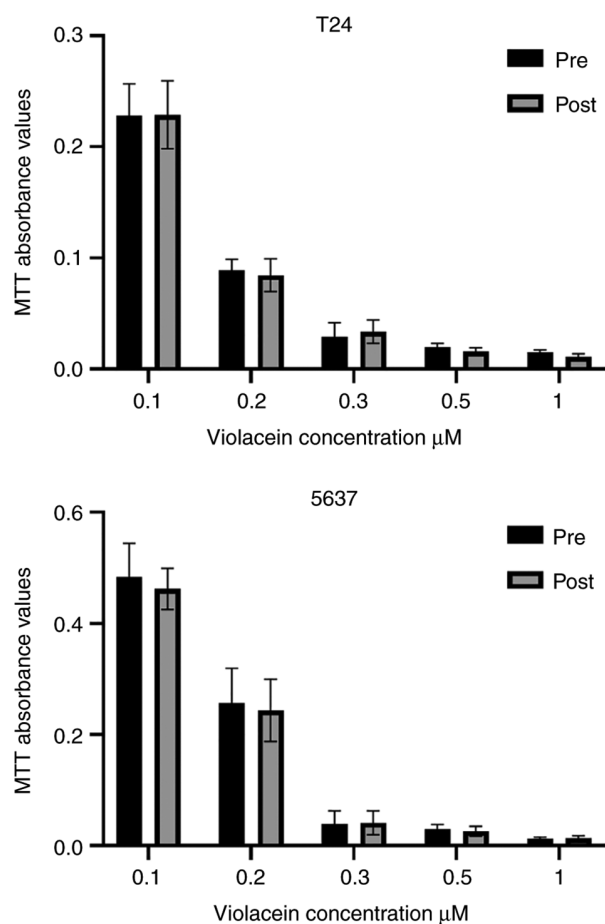 T24
MTT absorbance values
0.3
0.2
0.1
0.0
Pre
Post
0.1 0.2 0.3 0.5 1
Violacein concentration μM
5637
MTT absorbance values
0.6
0.4
0.2
0.0
Pre
Post
0.1 0.2 0.3 0.5 1
Violacein concentration μM